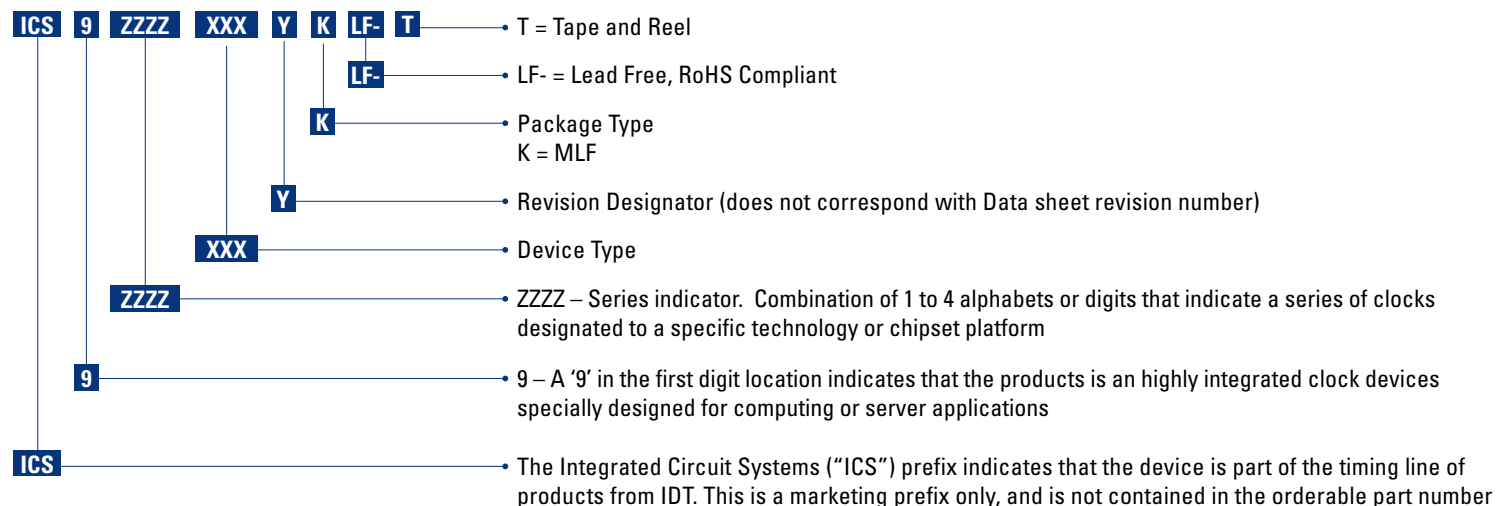 ICS 9 ZZZZ XXX Y K LF- T
T = Tape and Reel
LF-
LF- = Lead Free, RoHS Compliant
K
Package Type
K = MLF
Y
Revision Designator (does not correspond with Data sheet revision number)
XXX
Device Type
ZZZZ
ZZZZ – Series indicator. Combination of 1 to 4 alphabets or digits that indicate a series of clocks
designated to a specific technology or chipset platform
9
9 – A ‘9’ in the first digit location indicates that the products is an highly integrated clock devices
specially designed for computing or server applications
ICS
The Integrated Circuit Systems (“ICS”) prefix indicates that the device is part of the timing line of
products from IDT. This is a marketing prefix only, and is not contained in the orderable part number